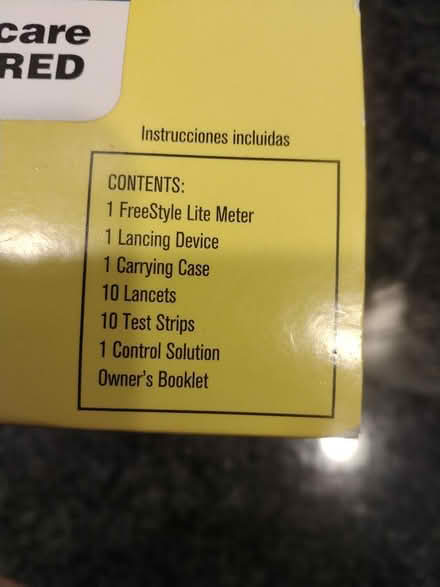 care
RED
Instrucciones incluidas
CONTENTS:
1 FreeStyle Lite Meter
1 Lancing Device
1 Carrying Case
10 Lancets
10 Test Strips
1 Control Solution
Owner's Booklet